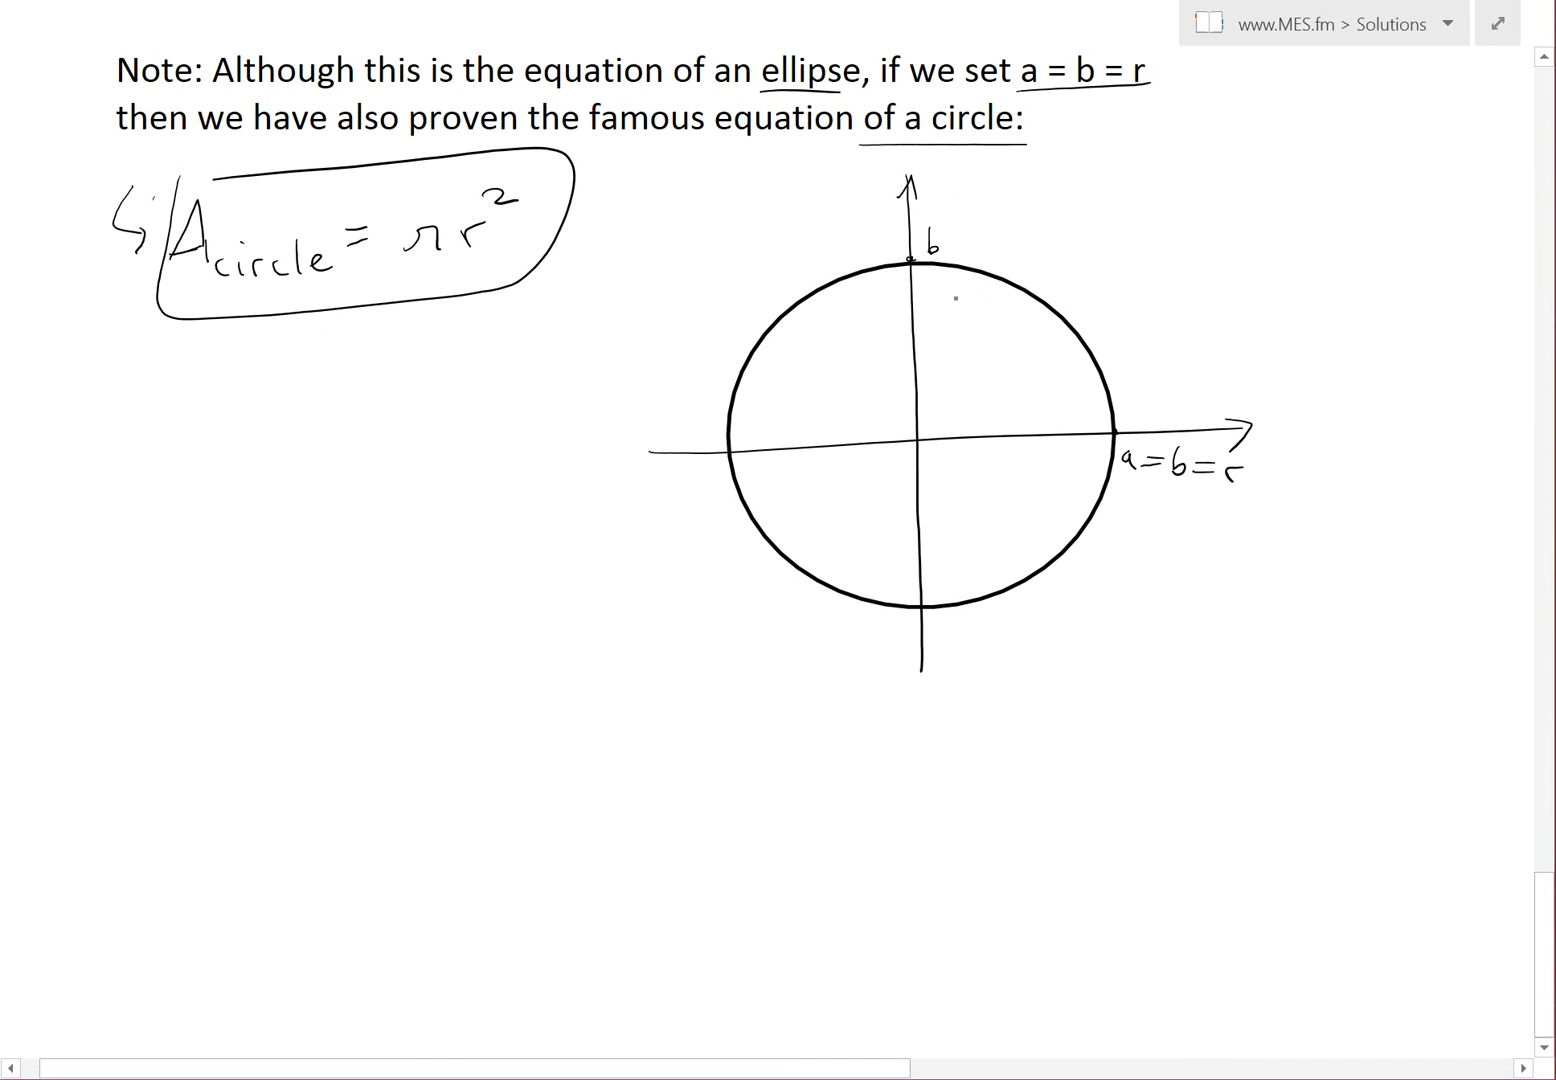 www.MES.fm > Solutions
Note: Although this is the equation of an ellipse, if we set a = b = r
then we have also proven the famous equation of a circle:
A_circle = πr²
b
a = b = r